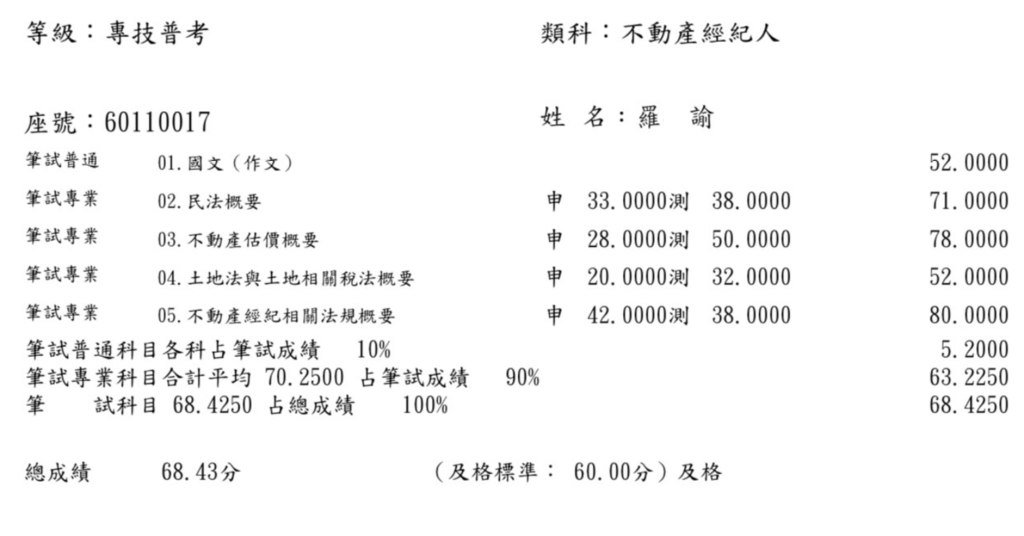 等級：專技普考 類科：不動產經紀人
座號：60110017 姓 名：羅 諭
筆試普通 01.國文（作文） 52.0000
筆試專業 02.民法概要 申 33.0000測 38.0000 71.0000
筆試專業 03.不動產估價概要 申 28.0000測 50.0000 78.0000
筆試專業 04.土地法與土地相關稅法概要 申 20.0000測 32.0000 52.0000
筆試專業 05.不動產經紀相關法規概要 申 42.0000測 38.0000 80.0000
筆試普通科目各科占筆試成績 10% 5.2000
筆試專業科目合計平均 70.2500 占筆試成績 90% 63.2250
筆 試科目 68.4250 占總成績 100% 68.4250
總成績 68.43分 （及格標準： 60.00分）及格